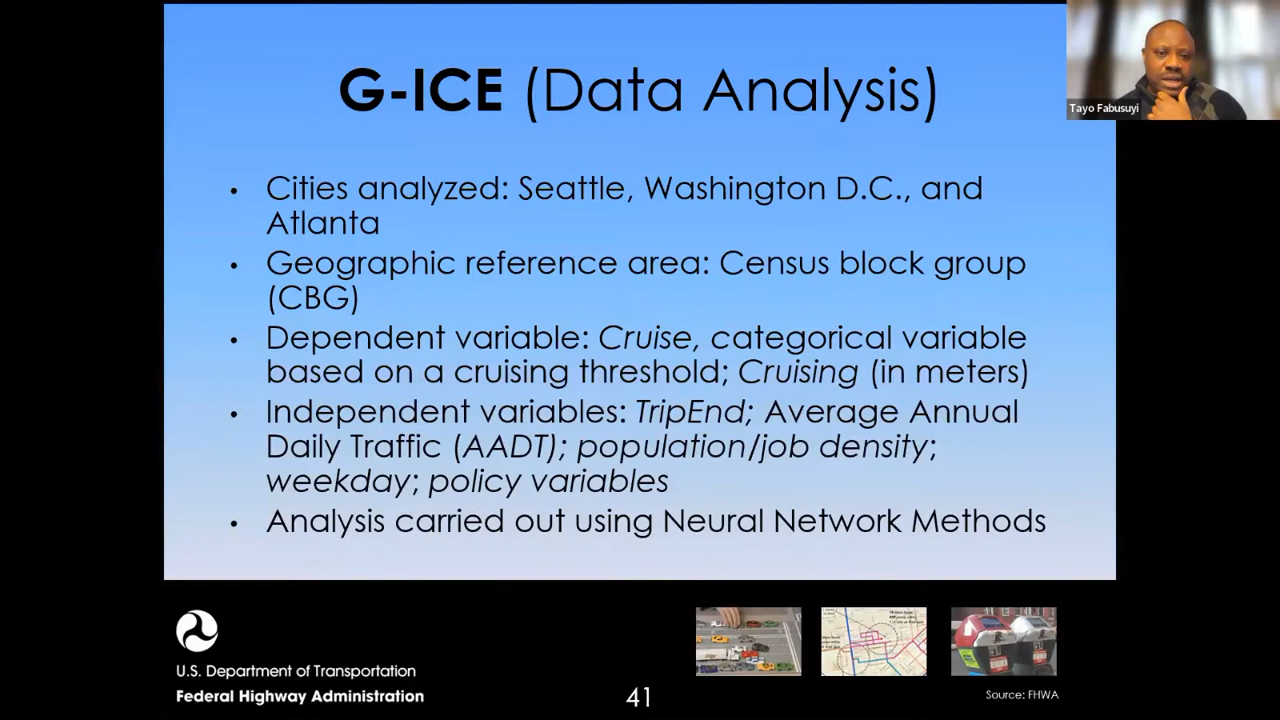 G-ICE (Data Analysis)
Tayo Fabusuyi
• Cities analyzed: Seattle, Washington D.C., and
Atlanta
• Geographic reference area: Census block group
(CBG)
• Dependent variable: Cruise, categorical variable
based on a cruising threshold; Cruising (in meters)
• Independent variables: TripEnd; Average Annual
Daily Traffic (AADT); population/job density;
weekday; policy variables
• Analysis carried out using Neural Network Methods
U.S. Department of Transportation
Federal Highway Administration
41
Source: FHWA